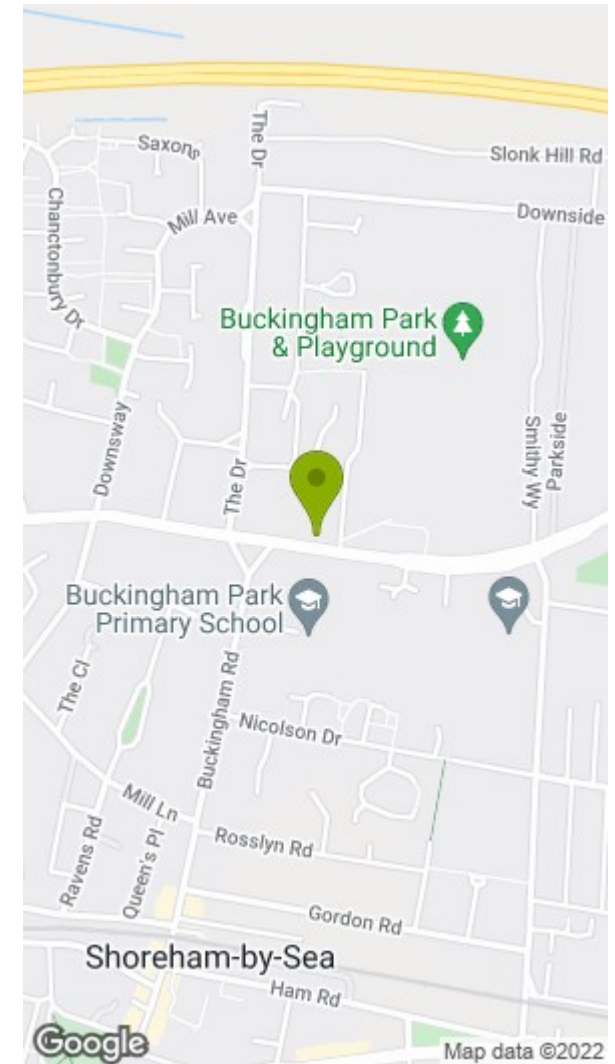 Saxons
The Dr
Slonk Hill Rd
Chanctonbury Dr
Mill Ave
Downside
Buckingham Park
& Playground
Downsway
The Dr
Smithy Wy
Parkside
Buckingham Park
Primary School
The Cl
Buckingham Rd
Nicolson Dr
Mill Ln
Ravens Rd
Queen's Pl
Rosslyn Rd
Gordon Rd
Shoreham-by-Sea
Ham Rd
Google
Map data ©2022